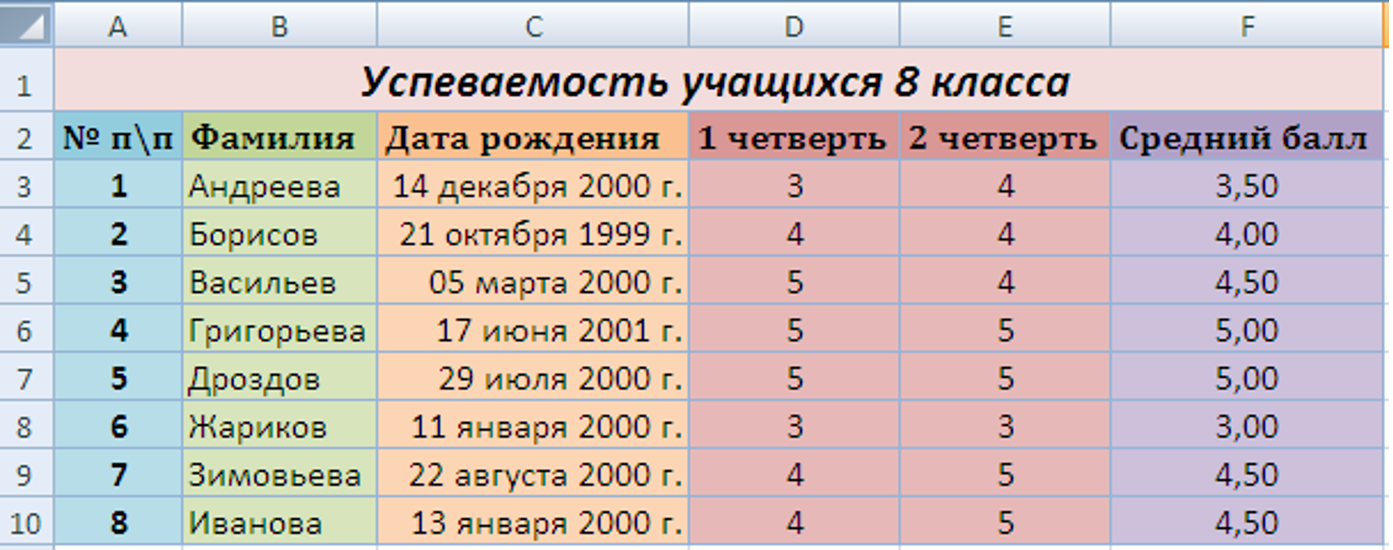 A B C D E F
1 Успеваемость учащихся 8 класса
2 № п\п Фамилия Дата рождения 1 четверть 2 четверть Средний балл
3 1 Андреева 14 декабря 2000 г. 3 4 3,50
4 2 Борисов 21 октября 1999 г. 4 4 4,00
5 3 Васильев 05 марта 2000 г. 5 4 4,50
6 4 Григорьева 17 июня 2001 г. 5 5 5,00
7 5 Дроздов 29 июля 2000 г. 5 5 5,00
8 6 Жариков 11 января 2000 г. 3 3 3,00
9 7 Зимовьева 22 августа 2000 г. 4 5 4,50
10 8 Иванова 13 января 2000 г. 4 5 4,50